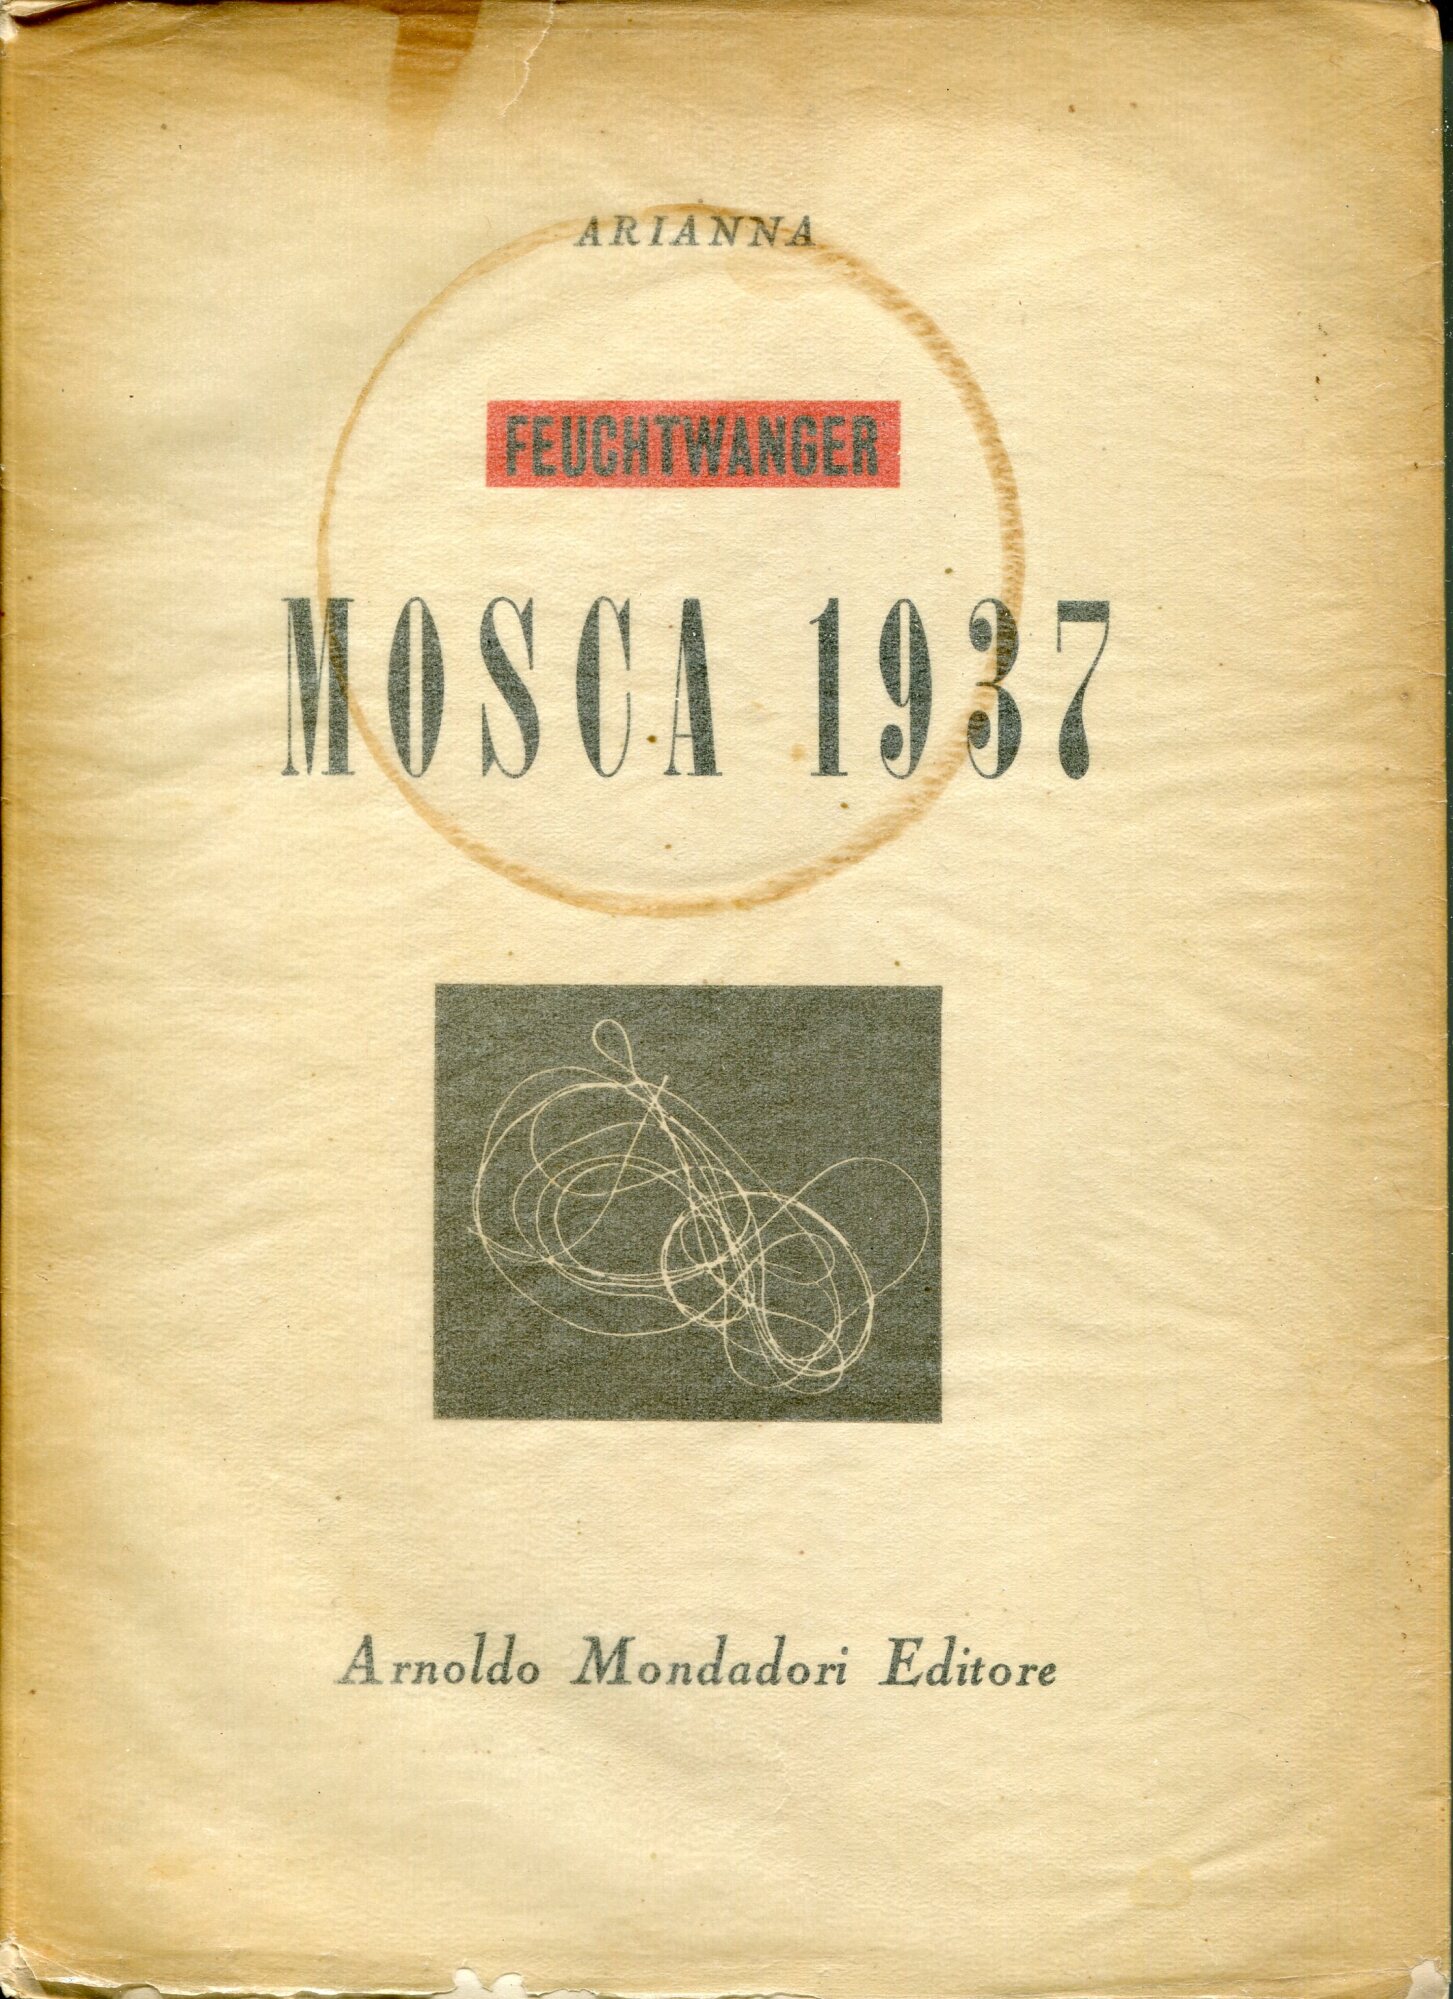 ARIANNA
FEUCHTWANGER
MOSCA 1937
Arnoldo Mondadori Editore